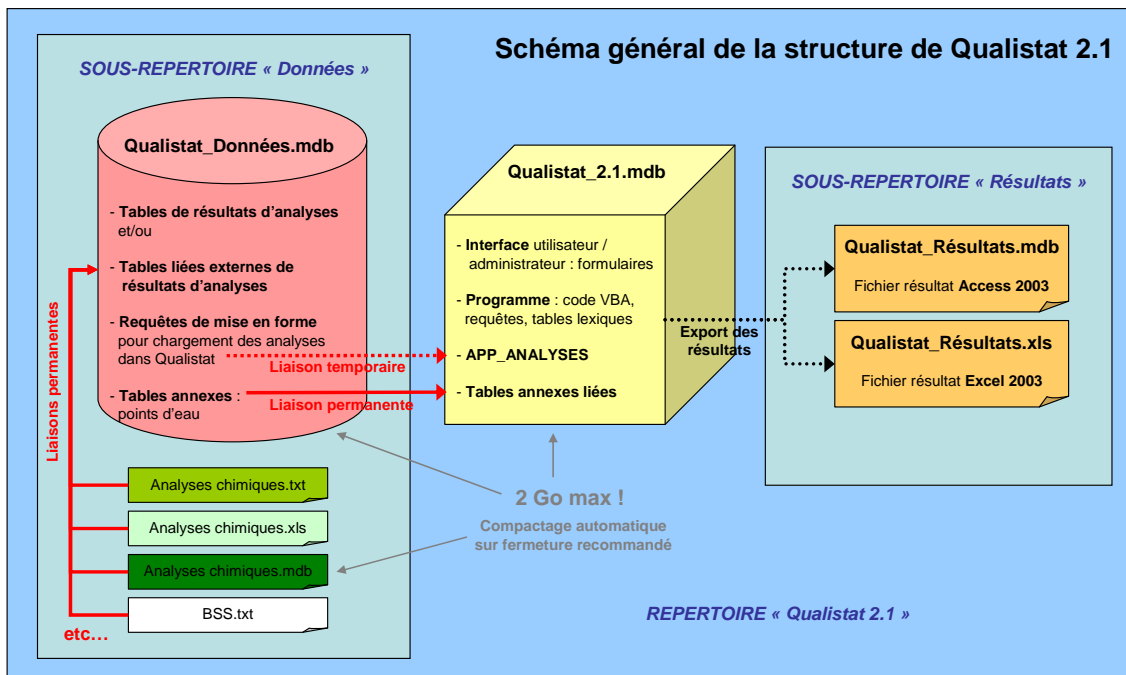 Schéma général de la structure de Qualistat 2.1
SOUS-REPERTOIRE « Données »
Qualistat_Données.mdb
- Tables de résultats d'analyses
et/ou
- Tables liées externes de
résultats d'analyses
- Requêtes de mise en forme
pour chargement des analyses
dans Qualistat
- Tables annexes :
points d'eau
Liaisons permanentes
Liaison temporaire
Liaison permanente
Analyses chimiques.txt
Analyses chimiques.xls
Analyses chimiques.mdb
BSS.txt
etc...
Qualistat_2.1.mdb
- Interface utilisateur /
administrateur : formulaires
- Programme : code VBA,
requêtes, tables lexiques
- APP_ANALYSES
- Tables annexes liées
2 Go max !
Compactage automatique
sur fermeture recommandé
Export des
résultats
SOUS-REPERTOIRE « Résultats »
Qualistat_Résultats.mdb
Fichier résultat Access 2003
Qualistat_Résultats.xls
Fichier résultat Excel 2003
REPERTOIRE « Qualistat 2.1 »